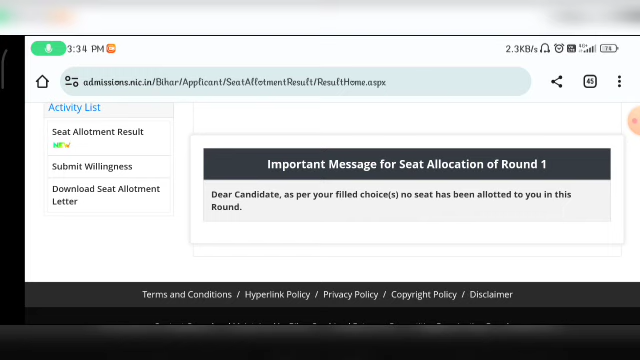 3:34 PM
2.3KB/s 4G+ 74
admissions.nic.in/Bihar/Applicant/SeatAllotmentResult/ResultHome.aspx
45
Activity List
Seat Allotment Result
NEW
Submit Willingness
Download Seat Allotment
Letter
Important Message for Seat Allocation of Round 1
Dear Candidate, as per your filled choice(s) no seat has been allotted to you in this
Round.
Terms and Conditions / Hyperlink Policy / Privacy Policy / Copyright Policy / Disclaimer